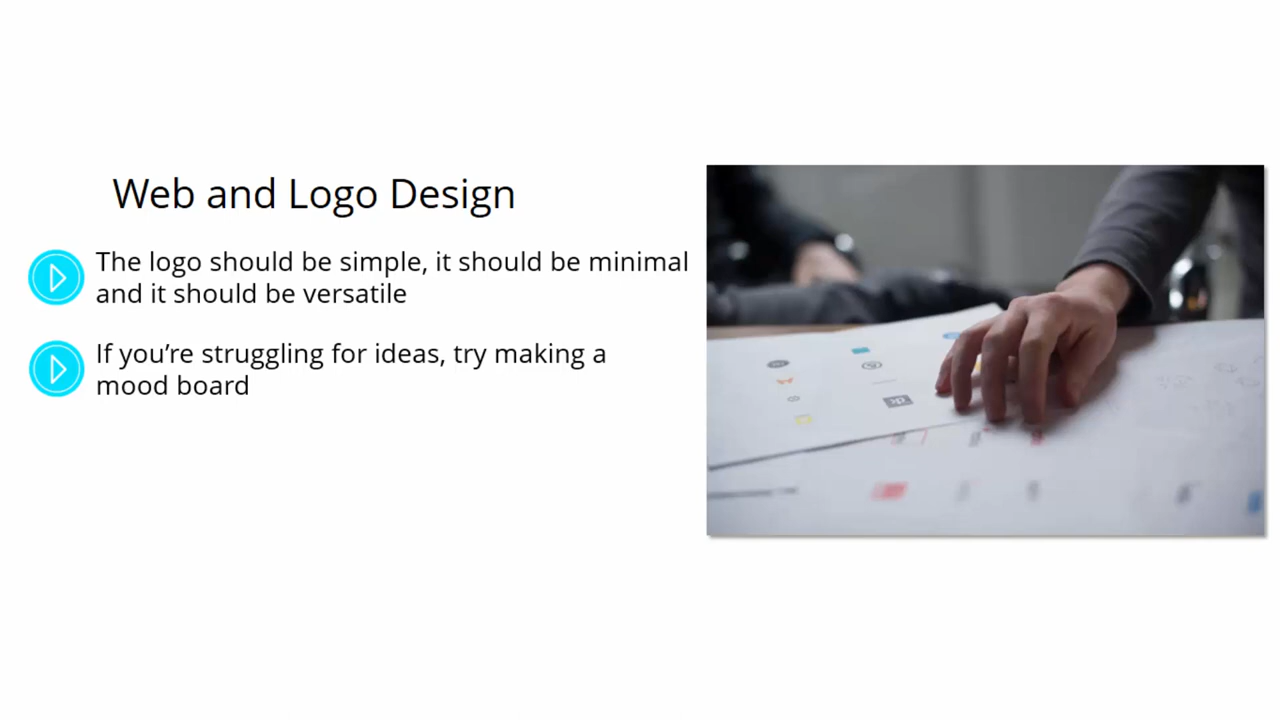 Web and Logo Design
The logo should be simple, it should be minimal
and it should be versatile
If you’re struggling for ideas, try making a
mood board